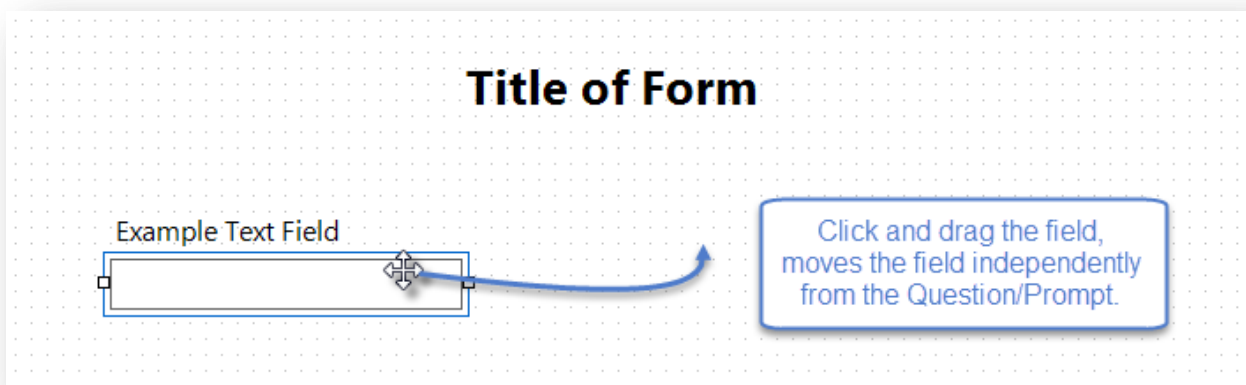 Title of Form
Example Text Field
Click and drag the field,
moves the field independently
from the Question/Prompt.